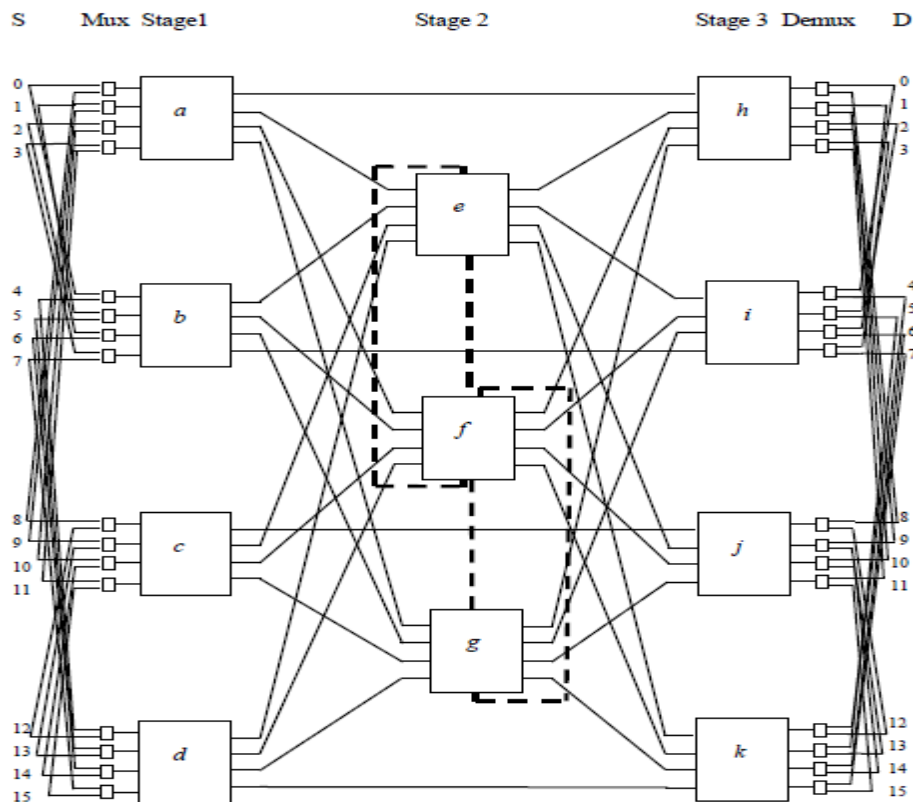 S Mux Stage1 Stage 2 Stage 3 Demux D
0 0
1 a h 1
2 2
3 3
e
4 4
5 b i 5
6 6
7 7
f
8 8
9 c j 9
10 10
11 11
g
12 12
13 d k 13
14 14
15 15